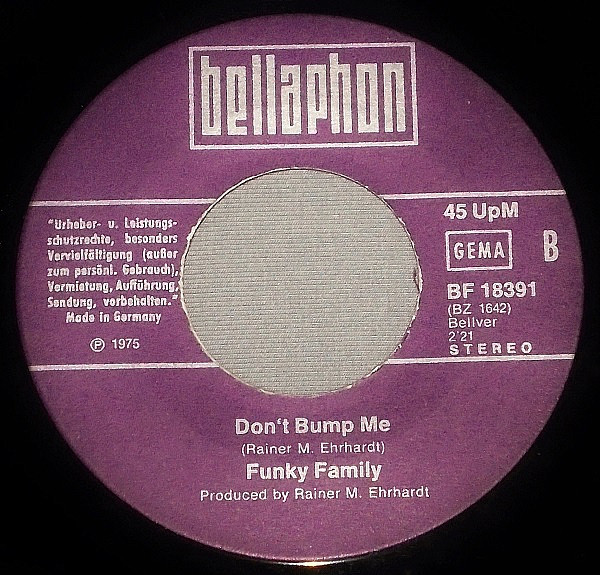 bellaphon
"Urheber- u. Leistungs-
schutzrechte, besonders
Vervielfältigung (außer
zum persönl. Gebrauch),
Vermietung, Aufführung,
Sendung, vorbehalten."
Made in Germany
℗ 1975
45 UpM
GEMA B
BF 18391
(BZ 1642)
Bellver
2'21
STEREO
Don't Bump Me
(Rainer M. Ehrhardt)
Funky Family
Produced by Rainer M. Ehrhardt